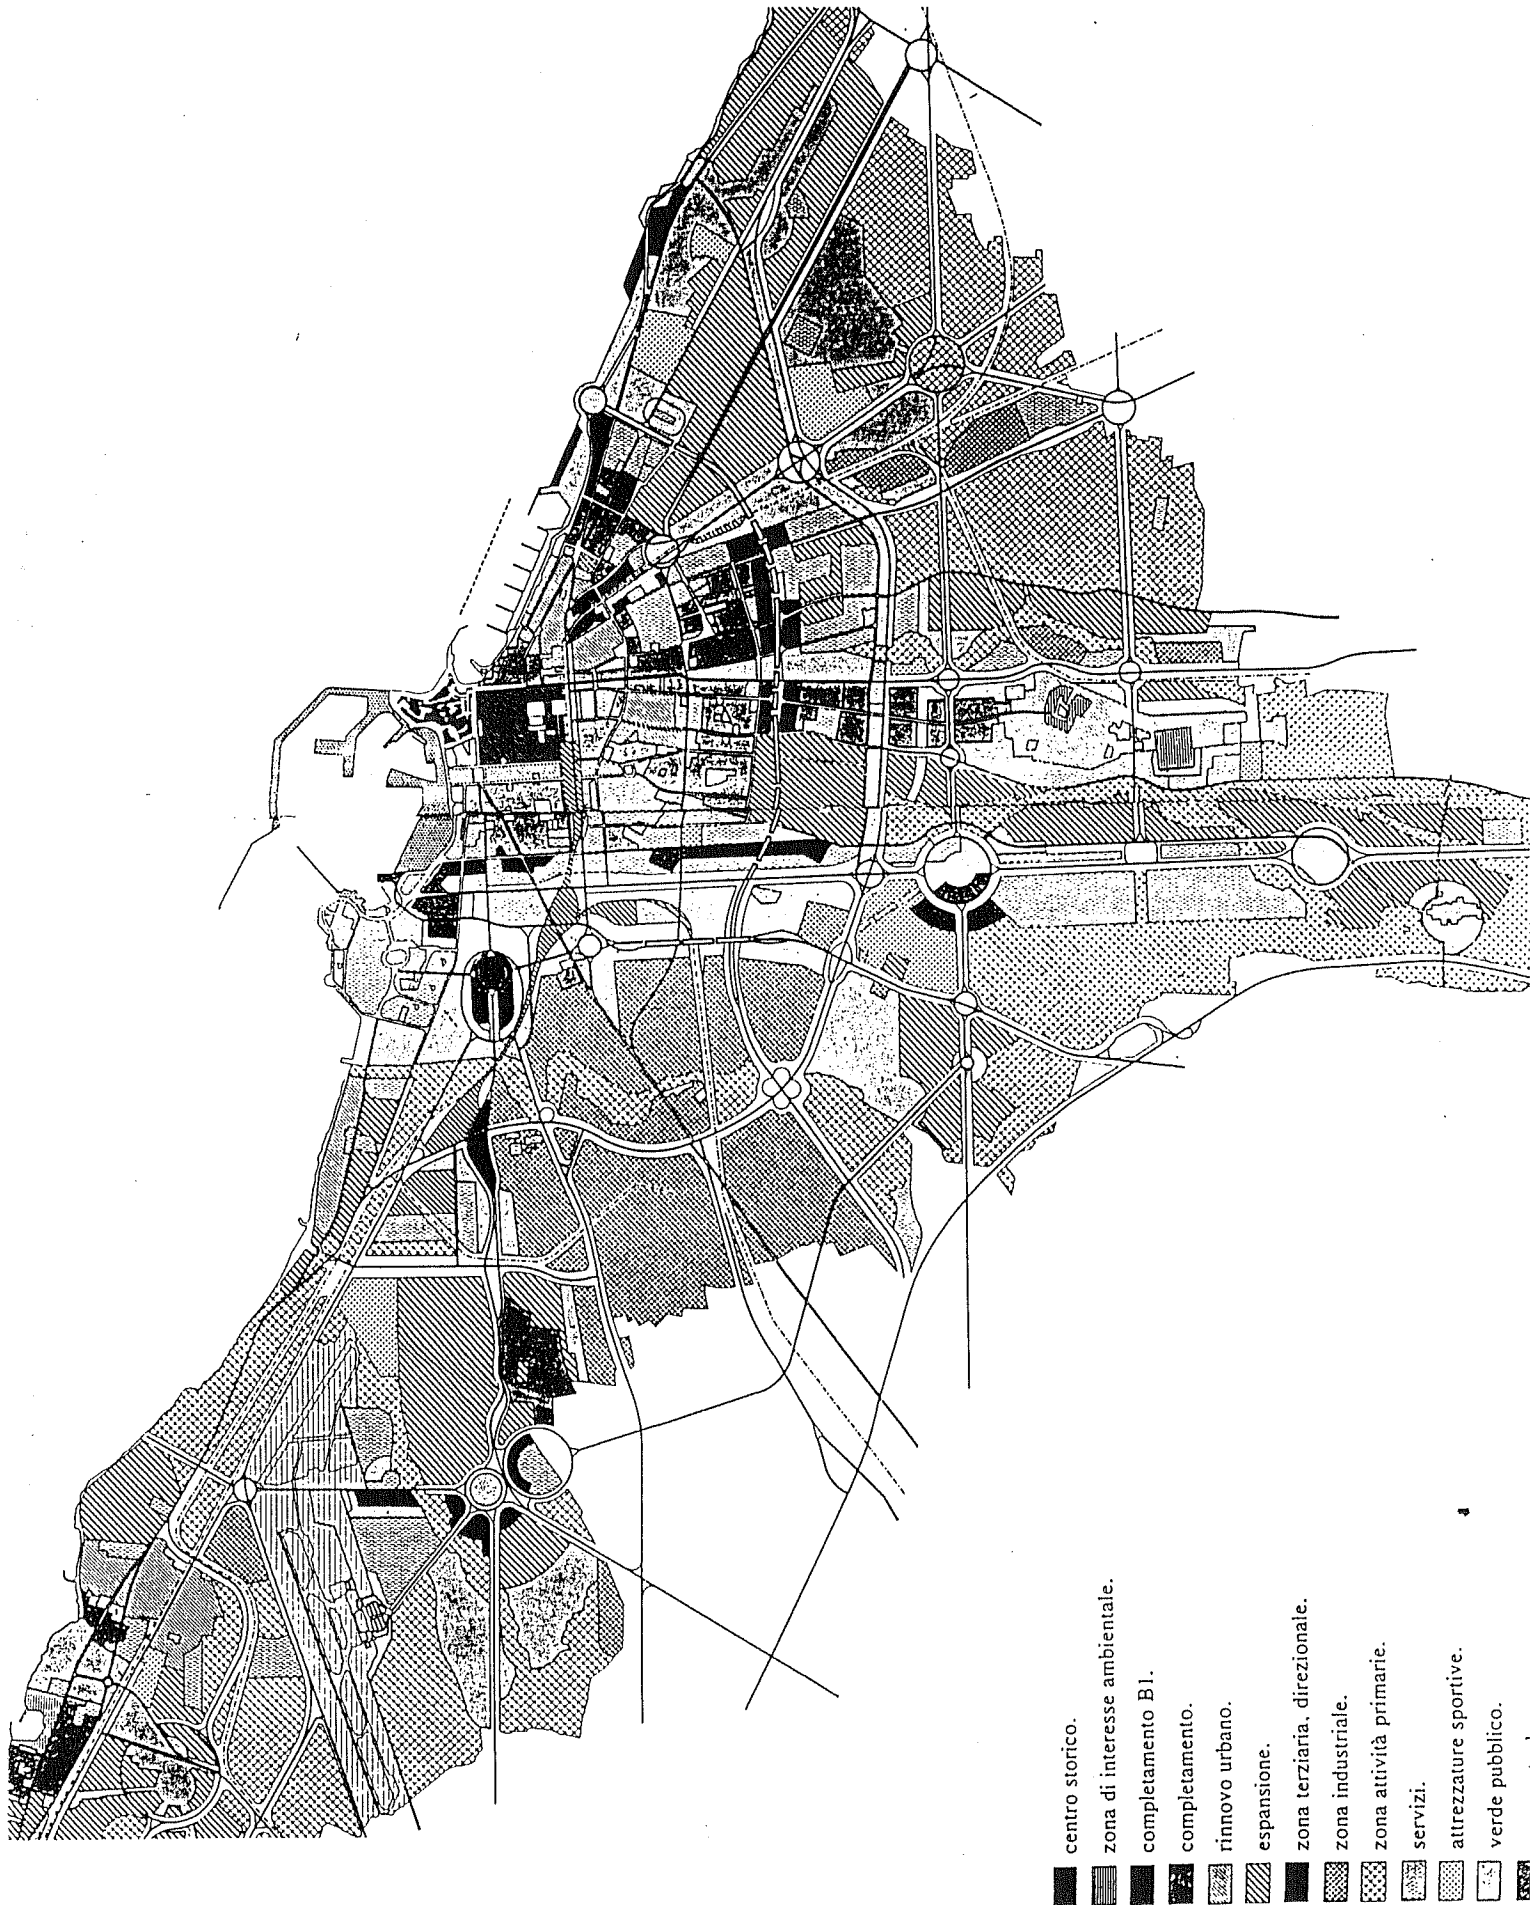 centro storico.
zona di interesse ambientale.
completamento B1.
completamento.
rinnovo urbano.
espansione.
zona terziaria, direzionale.
zona industriale.
zona attività primarie.
servizi.
attrezzature sportive.
verde pubblico.